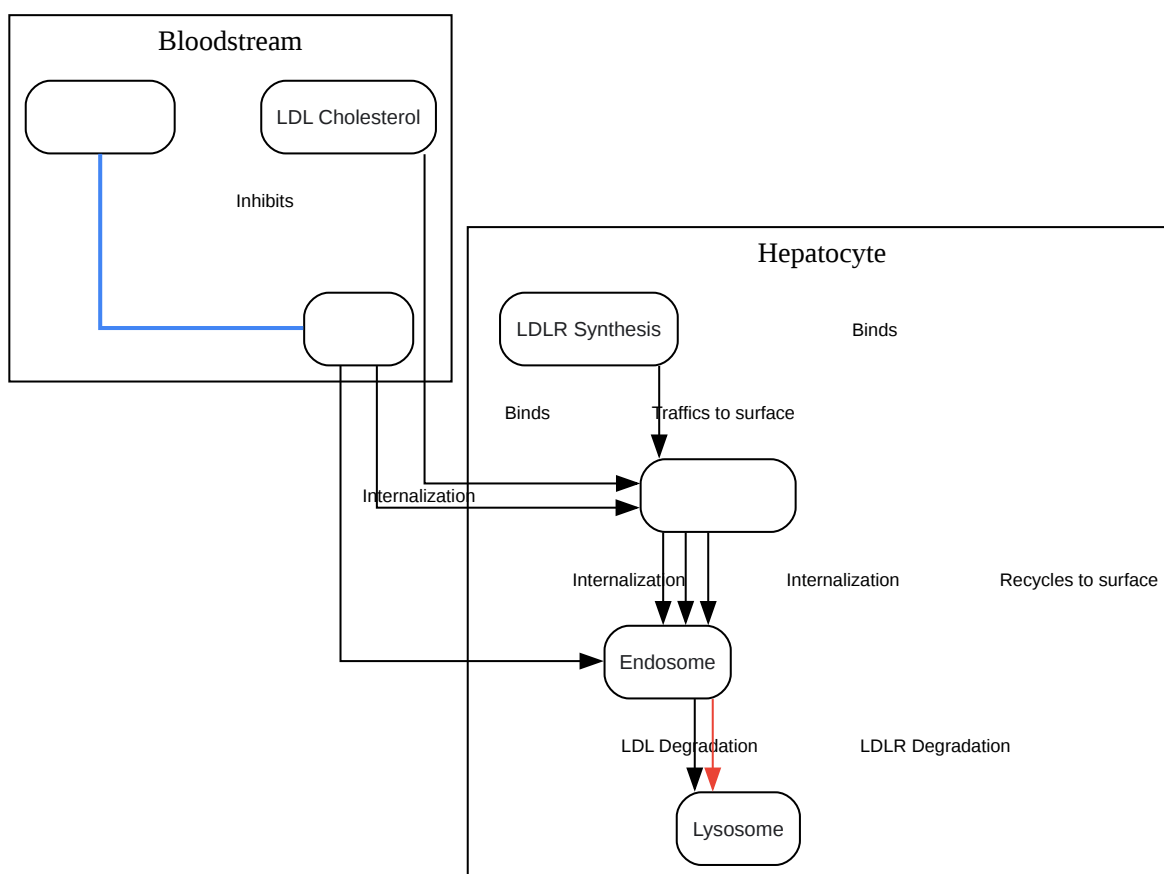 Bloodstream
LDL Cholesterol
Inhibits
Hepatocyte
LDLR Synthesis
Binds
Binds
Traffics to surface
Internalization
Internalization
Internalization
Recycles to surface
Endosome
LDL Degradation
LDLR Degradation
Lysosome